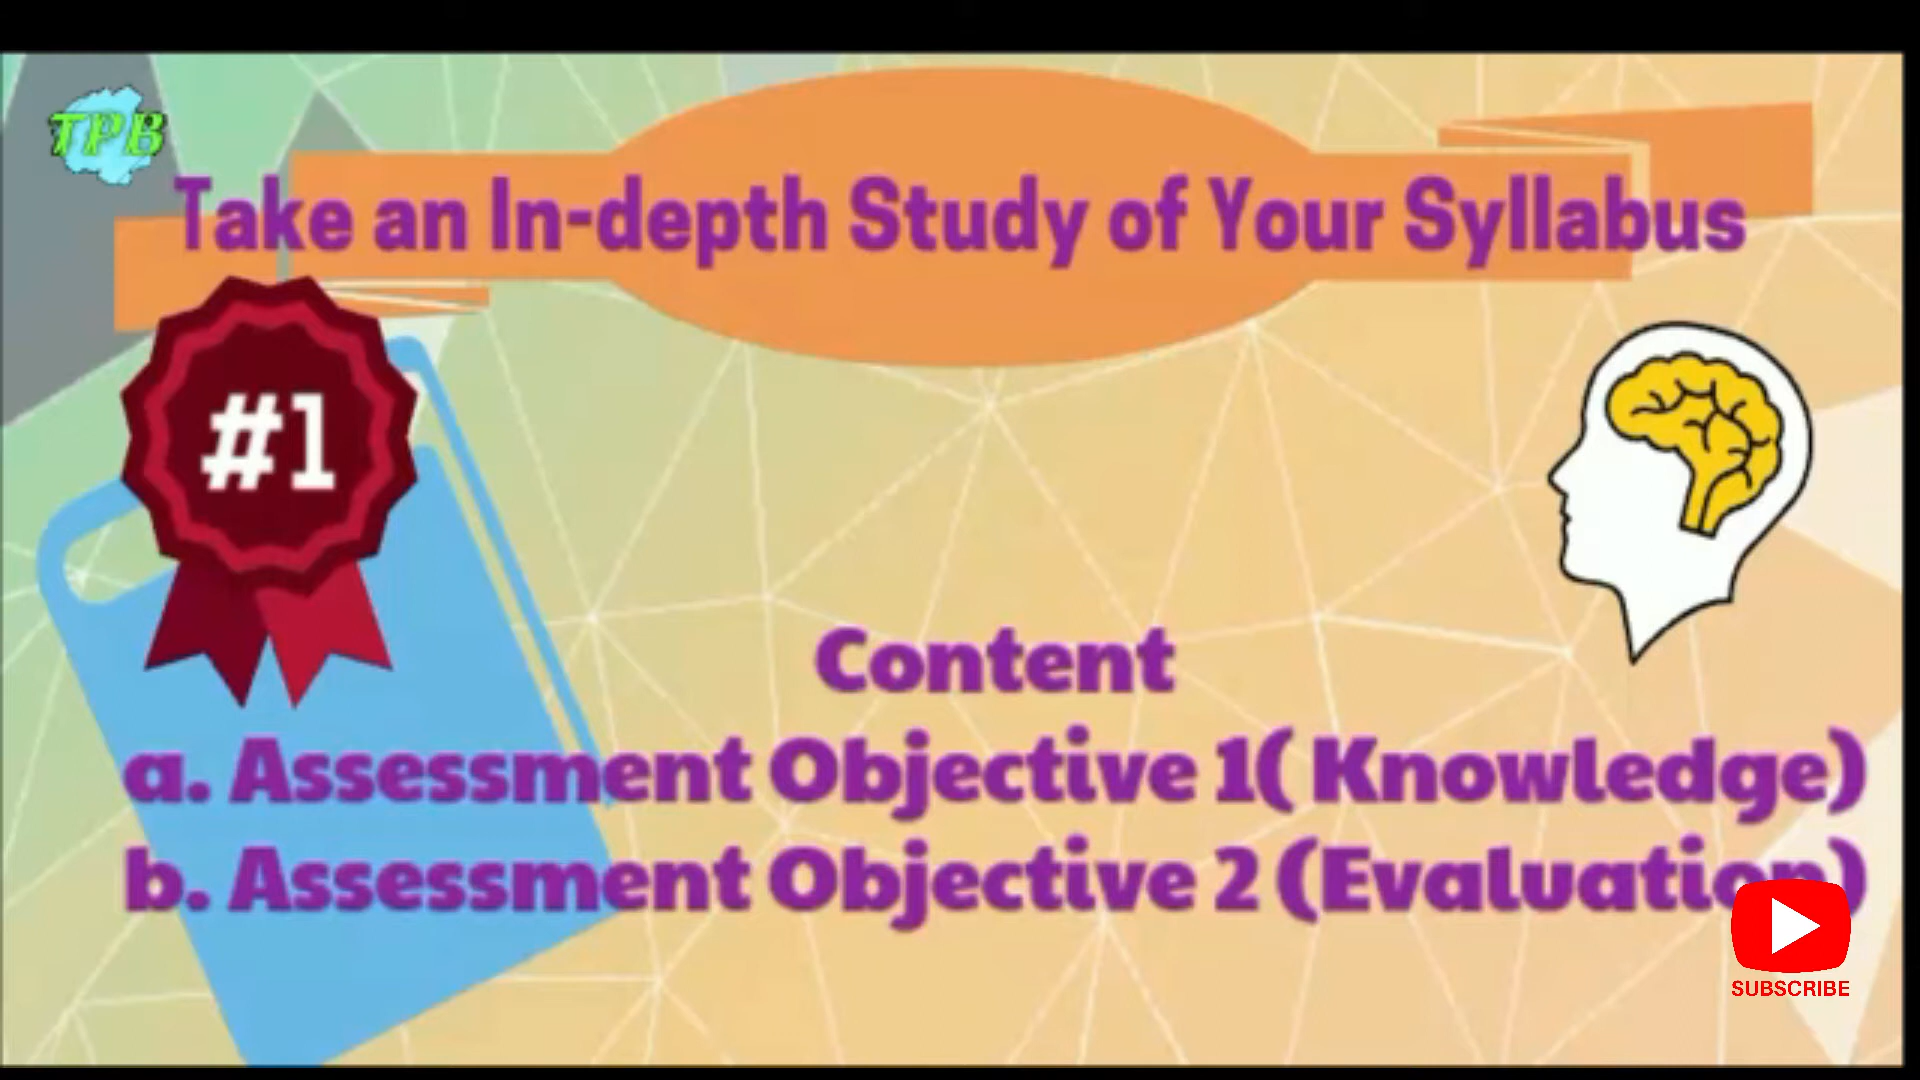 TPB
Take an In-depth Study of Your Syllabus
#1
Content
a. Assessment Objective 1( Knowledge)
b. Assessment Objective 2 (Evaluation)
SUBSCRIBE